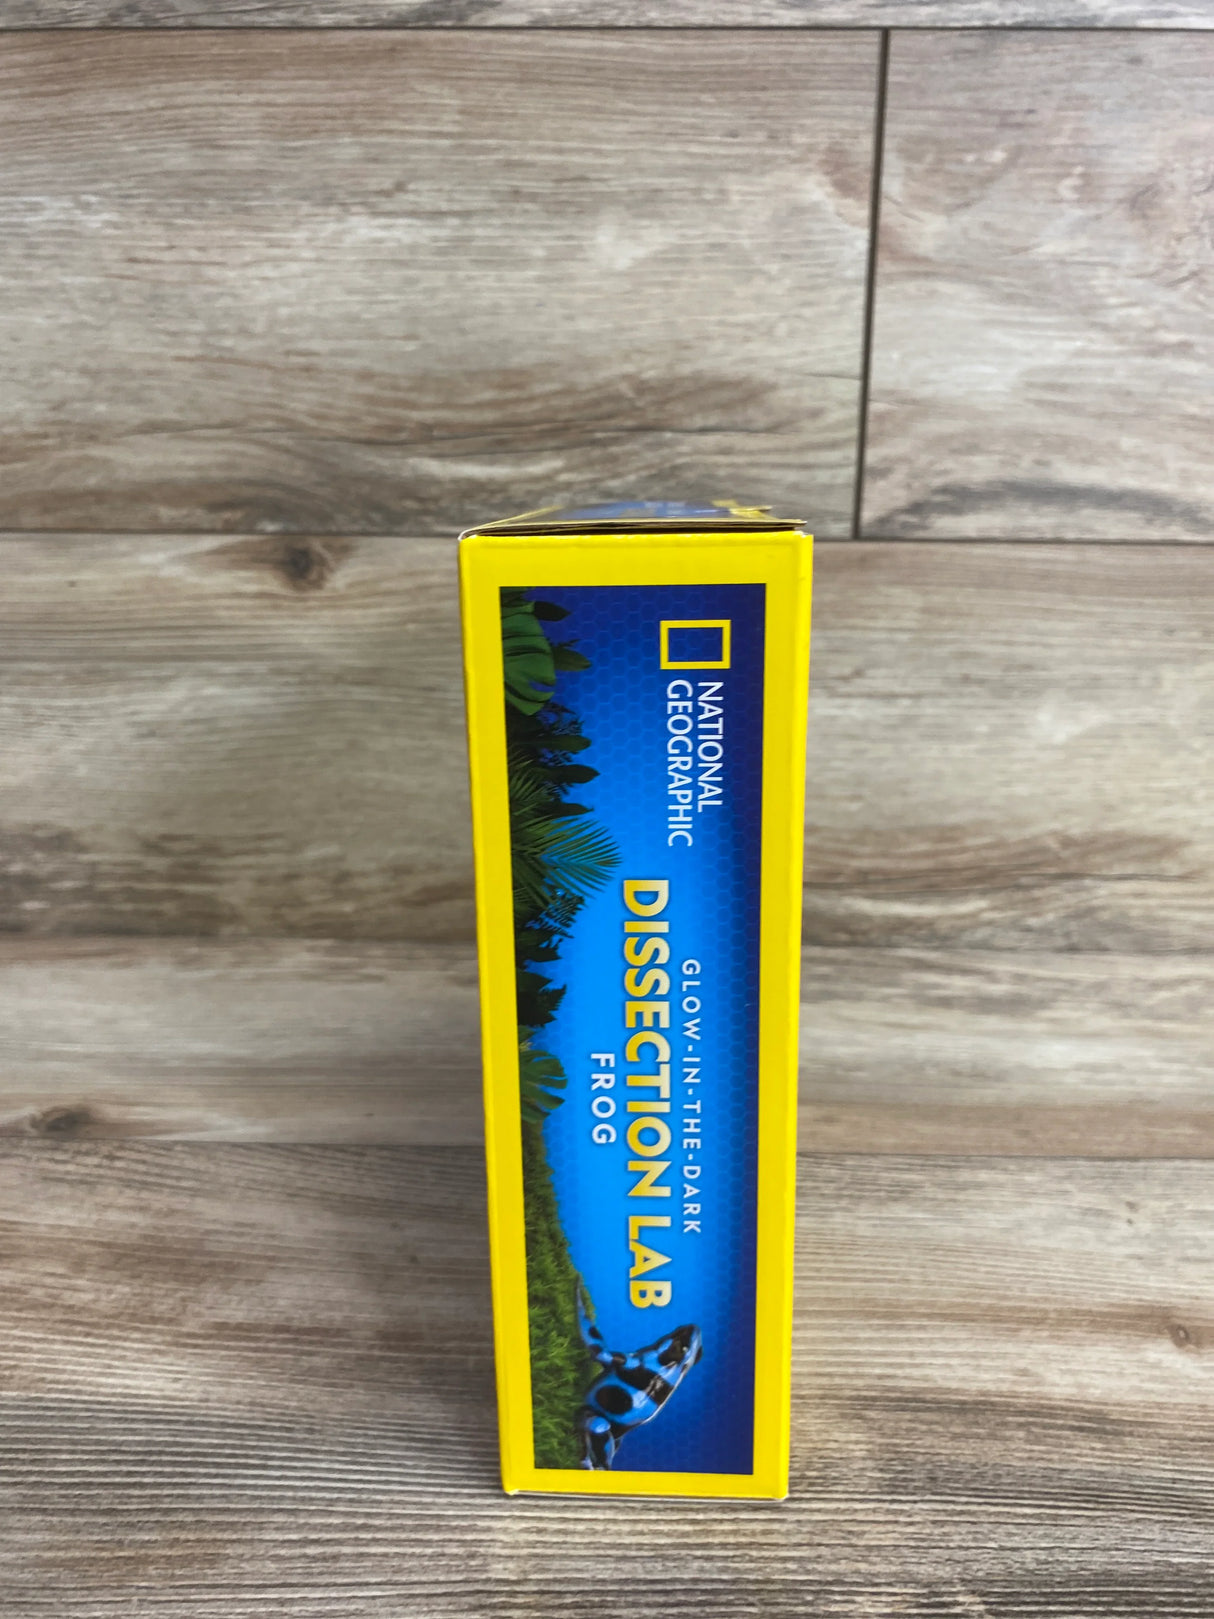 NATIONAL
GEOGRAPHIC
GLOW-IN-THE-DARK
DISSECTION LAB
FROG